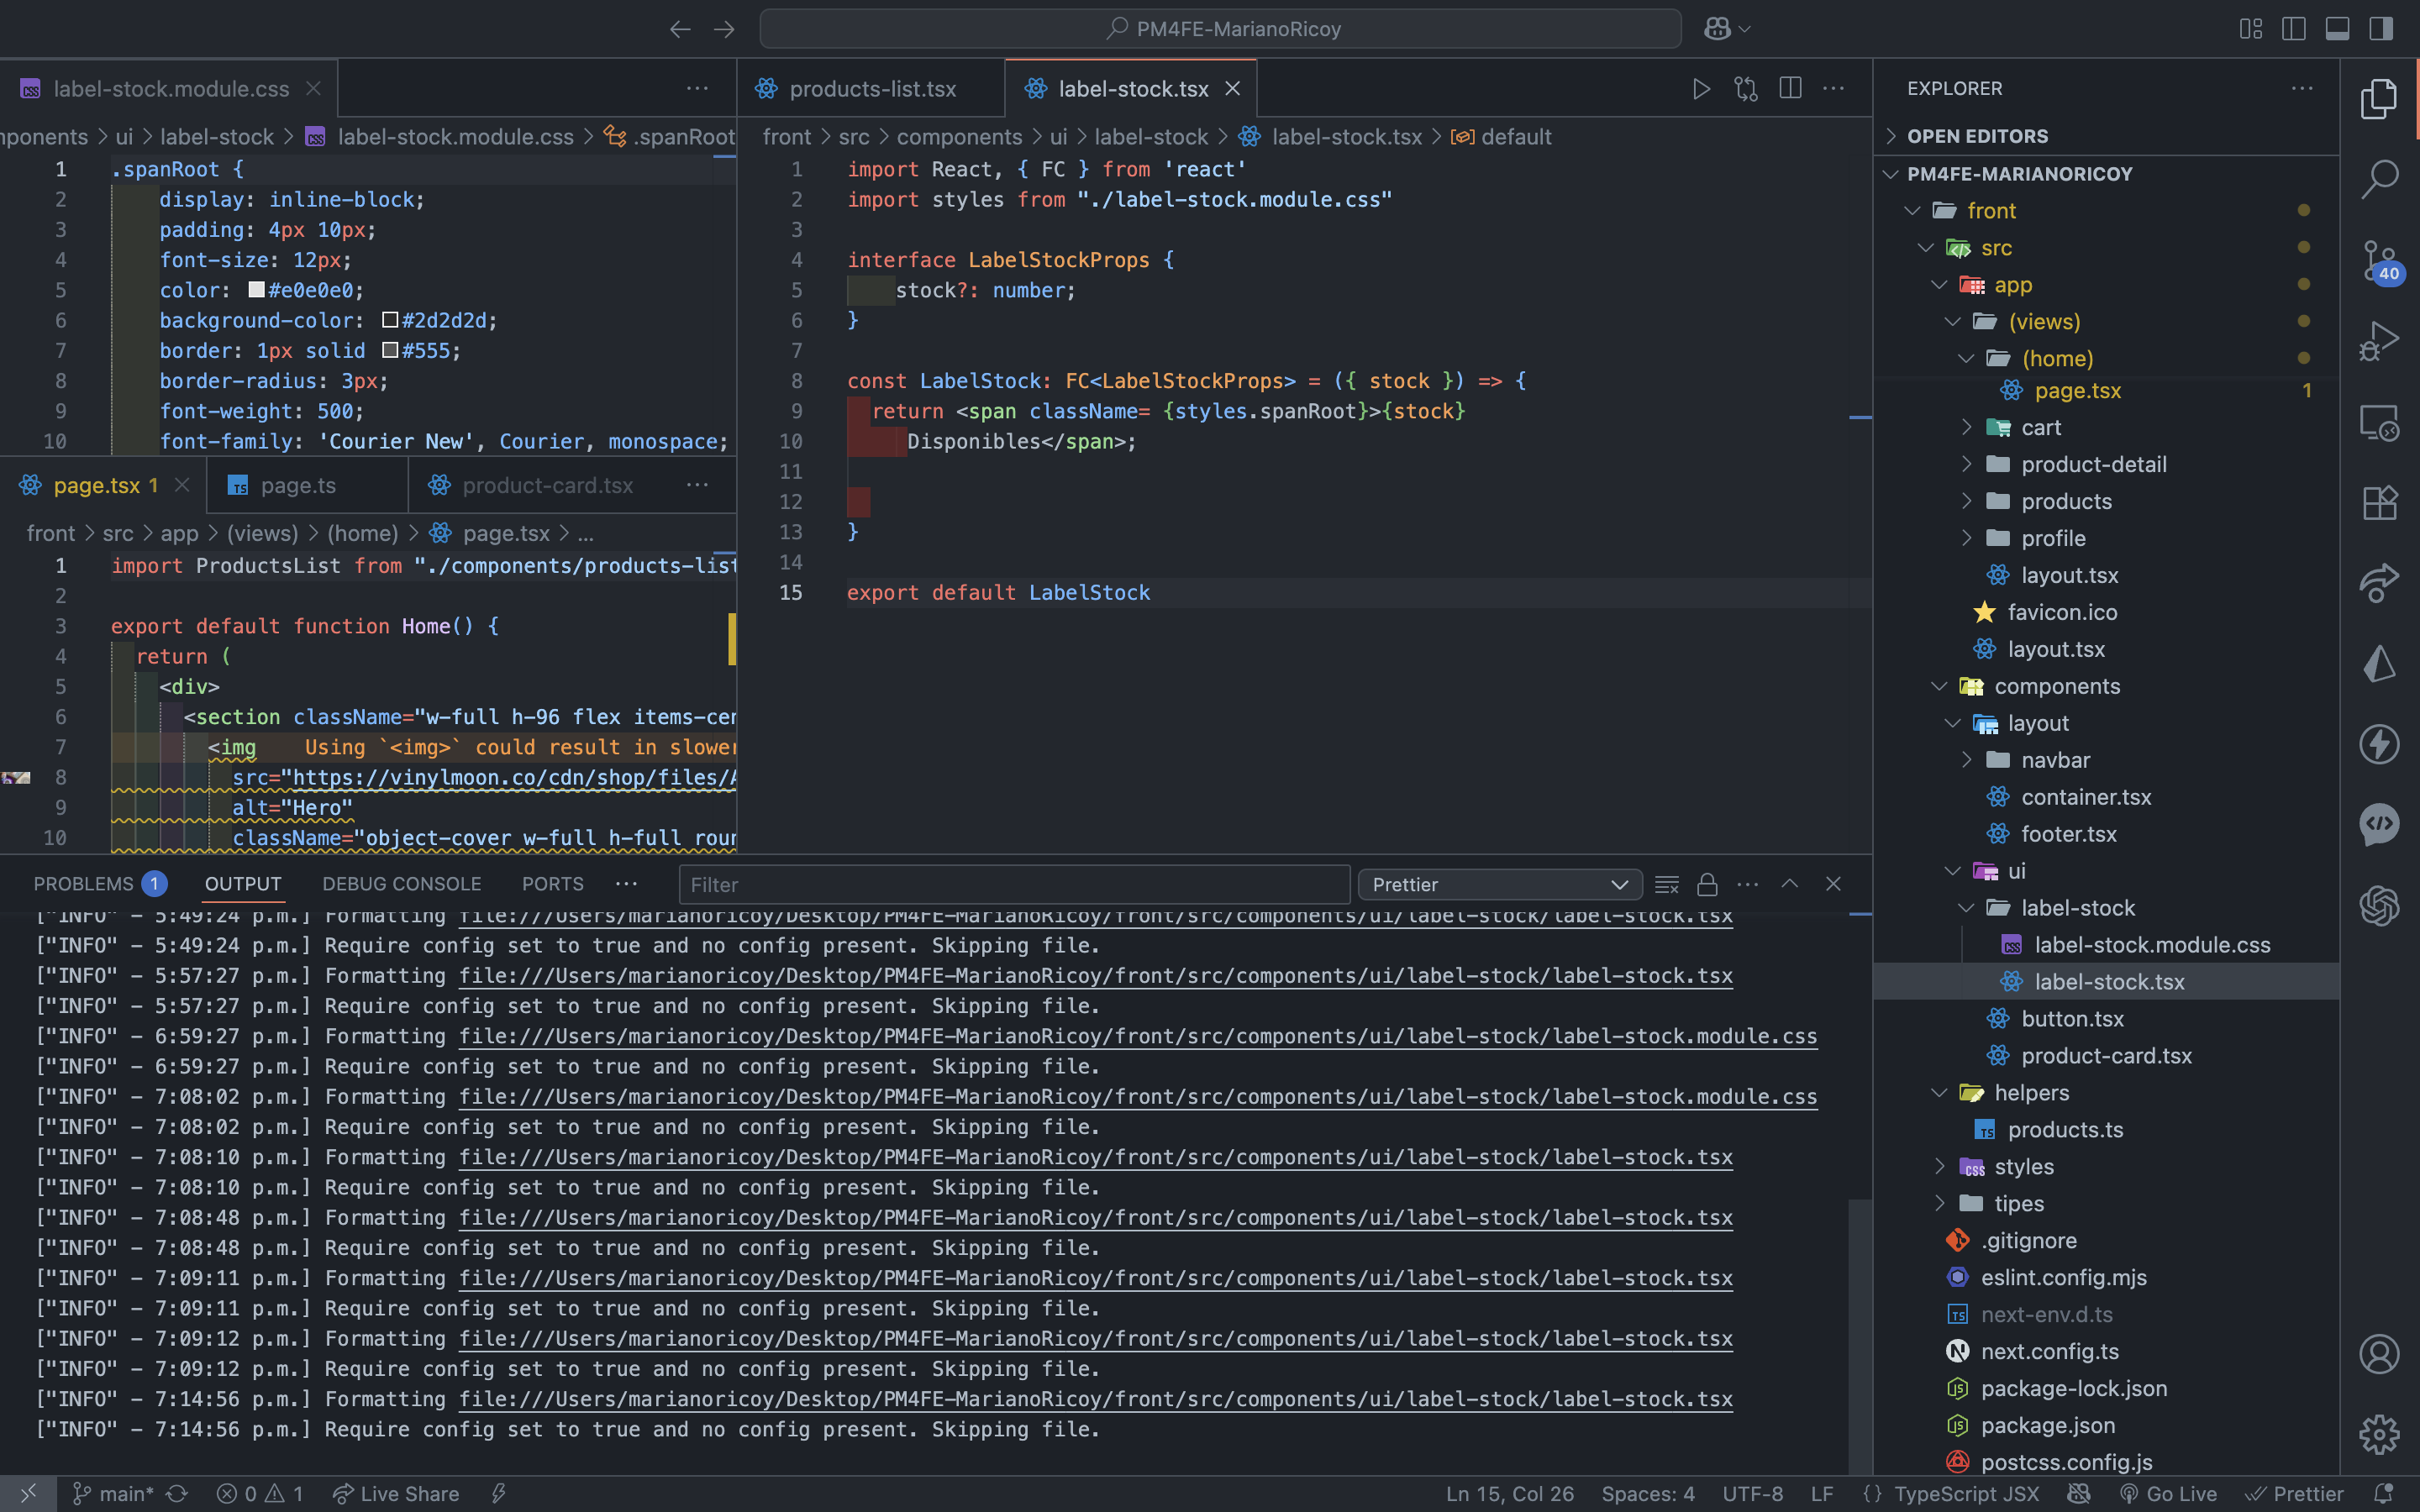 PM4FE-MarianoRicoy
label-stock.module.css
nponents > ui > label-stock > label-stock.module.css > .spanRoot
1 .spanRoot {
2 display: inline-block;
3 padding: 4px 10px;
4 font-size: 12px;
5 color: #e0e0e0;
6 background-color: #2d2d2d;
7 border: 1px solid #555;
8 border-radius: 3px;
9 font-weight: 500;
10 font-family: 'Courier New', Courier, monospace;
page.tsx 1 page.ts product-card.tsx ...
front > src > app > (views) > (home) > page.tsx > ...
1 import ProductsList from "./components/products-list
2
3 export default function Home() {
4 return (
5 <div>
6 <section className="w-full h-96 flex items-cen
7 <img Using `<img>` could result in slower
8 src="https://vinylmoon.co/cdn/shop/files/A
9 alt="Hero"
10 className="object-cover w-full h-full roun
products-list.tsx label-stock.tsx
front > src > components > ui > label-stock > label-stock.tsx > default
1 import React, { FC } from 'react'
2 import styles from "./label-stock.module.css"
3
4 interface LabelStockProps {
5 stock?: number;
6 }
7
8 const LabelStock: FC<LabelStockProps> = ({ stock }) => {
9 return <span className= {styles.spanRoot}>{stock}
10 Disponibles</span>;
11
12
13 }
14
15 export default LabelStock
PROBLEMS 1 OUTPUT DEBUG CONSOLE PORTS ... Filter Prettier
["INFO" - 5:49:24 p.m.] Formatting file:///Users/marianoricoy/Desktop/PM4FE-MarianoRicoy/front/src/components/ui/label-stock/label-stock.tsx
["INFO" - 5:49:24 p.m.] Require config set to true and no config present. Skipping file.
["INFO" - 5:57:27 p.m.] Formatting file:///Users/marianoricoy/Desktop/PM4FE-MarianoRicoy/front/src/components/ui/label-stock/label-stock.tsx
["INFO" - 5:57:27 p.m.] Require config set to true and no config present. Skipping file.
["INFO" - 6:59:27 p.m.] Formatting file:///Users/marianoricoy/Desktop/PM4FE-MarianoRicoy/front/src/components/ui/label-stock/label-stock.module.css
["INFO" - 6:59:27 p.m.] Require config set to true and no config present. Skipping file.
["INFO" - 7:08:02 p.m.] Formatting file:///Users/marianoricoy/Desktop/PM4FE-MarianoRicoy/front/src/components/ui/label-stock/label-stock.module.css
["INFO" - 7:08:02 p.m.] Require config set to true and no config present. Skipping file.
["INFO" - 7:08:10 p.m.] Formatting file:///Users/marianoricoy/Desktop/PM4FE-MarianoRicoy/front/src/components/ui/label-stock/label-stock.tsx
["INFO" - 7:08:10 p.m.] Require config set to true and no config present. Skipping file.
["INFO" - 7:08:48 p.m.] Formatting file:///Users/marianoricoy/Desktop/PM4FE-MarianoRicoy/front/src/components/ui/label-stock/label-stock.tsx
["INFO" - 7:08:48 p.m.] Require config set to true and no config present. Skipping file.
["INFO" - 7:09:11 p.m.] Formatting file:///Users/marianoricoy/Desktop/PM4FE-MarianoRicoy/front/src/components/ui/label-stock/label-stock.tsx
["INFO" - 7:09:11 p.m.] Require config set to true and no config present. Skipping file.
["INFO" - 7:09:12 p.m.] Formatting file:///Users/marianoricoy/Desktop/PM4FE-MarianoRicoy/front/src/components/ui/label-stock/label-stock.tsx
["INFO" - 7:09:12 p.m.] Require config set to true and no config present. Skipping file.
["INFO" - 7:14:56 p.m.] Formatting file:///Users/marianoricoy/Desktop/PM4FE-MarianoRicoy/front/src/components/ui/label-stock/label-stock.tsx
["INFO" - 7:14:56 p.m.] Require config set to true and no config present. Skipping file.
EXPLORER
OPEN EDITORS
PM4FE-MARIANORICOY
front
src
app
(views)
(home)
page.tsx 1
cart
product-detail
products
profile
layout.tsx
favicon.ico
layout.tsx
components
layout
navbar
container.tsx
footer.tsx
ui
label-stock
label-stock.module.css
label-stock.tsx
button.tsx
product-card.tsx
helpers
products.ts
styles
tipes
.gitignore
eslint.config.mjs
next-env.d.ts
next.config.ts
package-lock.json
package.json
postcss.config.js
40
main* 0 1 Live Share Ln 15, Col 26 Spaces: 4 UTF-8 LF {} TypeScript JSX Go Live Prettier